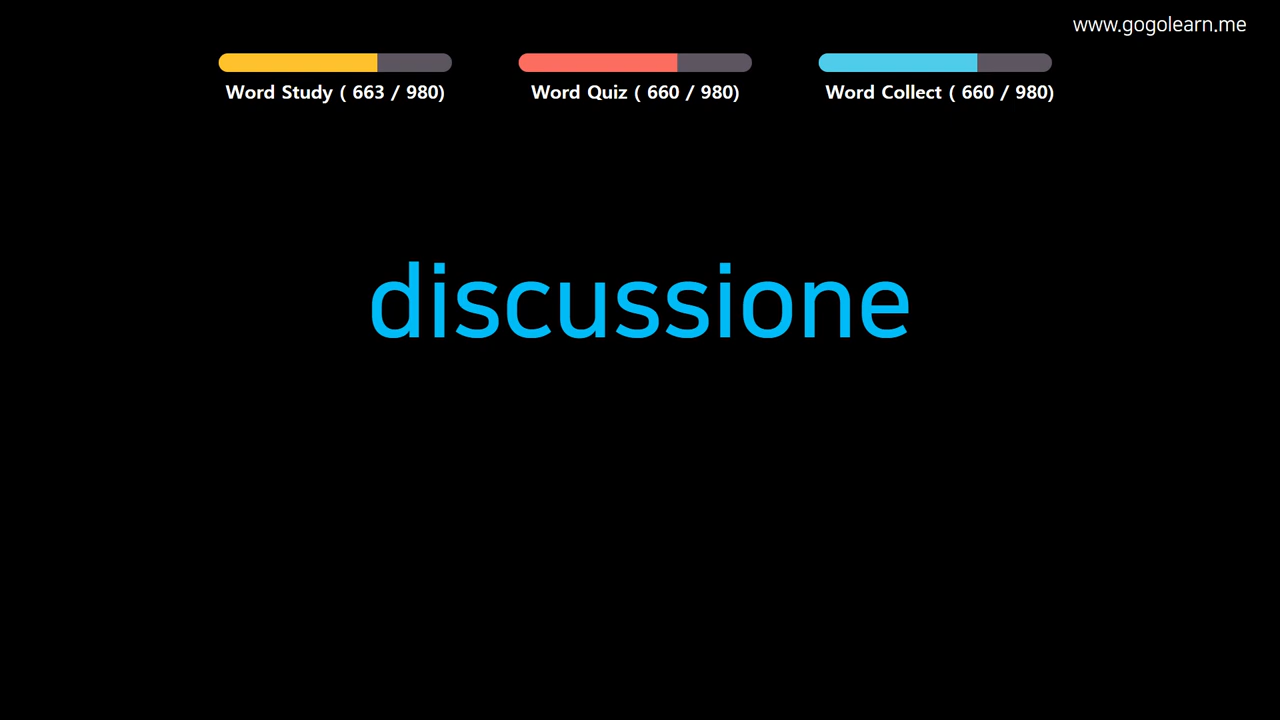 www.gogolearn.me
Word Study ( 663 / 980)
Word Quiz ( 660 / 980)
Word Collect ( 660 / 980)
discussione